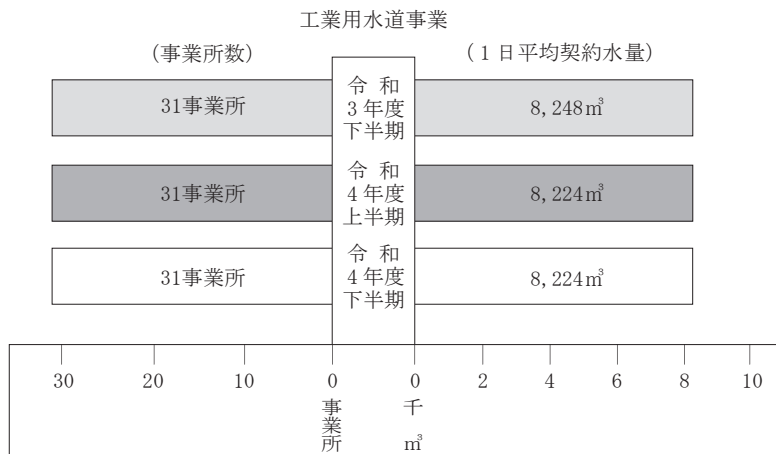 工業用水道事業
(事業所数)
(１日平均契約水量)
31事業所
令 和
３年度
下半期
8,248㎥
31事業所
令 和
４年度
上半期
8,224㎥
31事業所
令 和
４年度
下半期
8,224㎥
30 20 10 0 0 2 4 6 8 10
事業所
千㎥